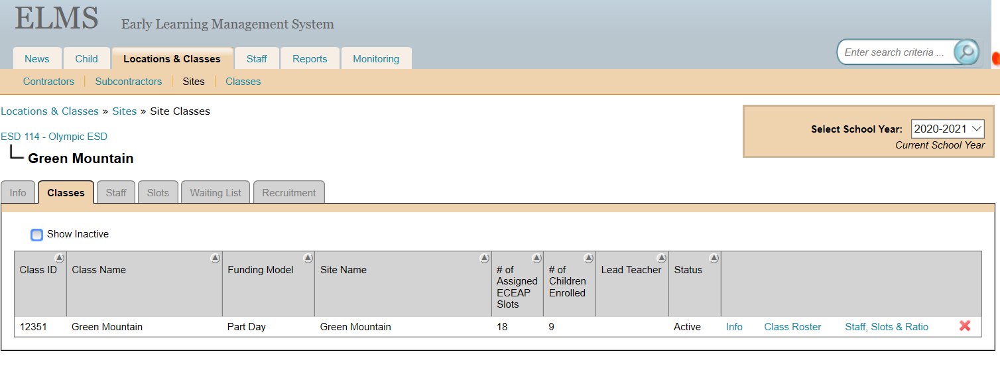 ELMS Early Learning Management System
News Child Locations & Classes Staff Reports Monitoring Enter search criteria ...
Contractors Subcontractors Sites Classes
Locations & Classes » Sites » Site Classes
Select School Year: 2020-2021
Current School Year
ESD 114 - Olympic ESD
Green Mountain
Info Classes Staff Slots Waiting List Recruitment
Show Inactive
Class ID Class Name Funding Model Site Name # of Assigned ECEAP Slots # of Children Enrolled Lead Teacher Status
12351 Green Mountain Part Day Green Mountain 18 9 Active Info Class Roster Staff, Slots & Ratio